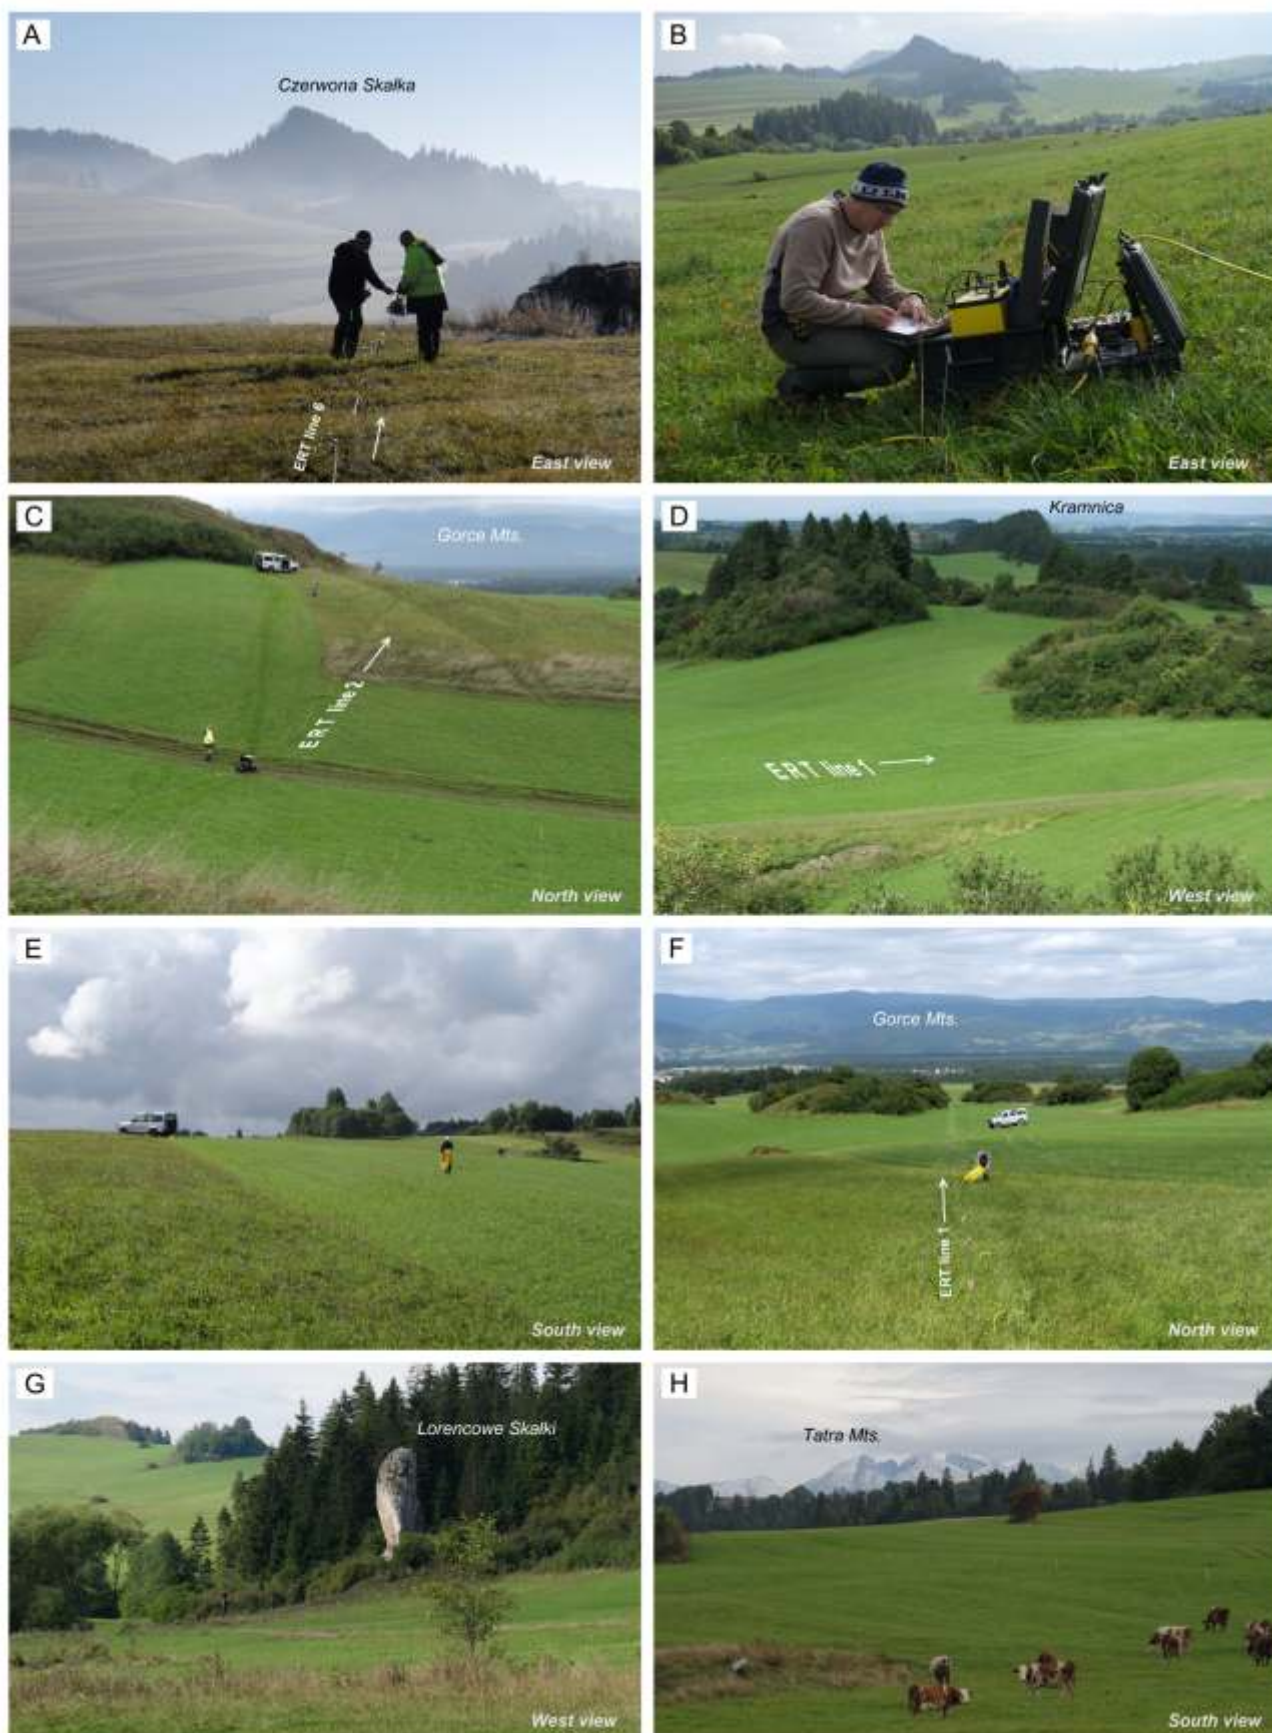 A
Czerwona Skałka
ERT line 6
East view
B
East view
C
Gorce Mts.
ERT line 2
North view
D
Kramnica
ERT line 1
West view
E
South view
F
Gorce Mts.
ERT line 1
North view
G
Lorencowe Skałki
West view
H
Tatra Mts.
South view